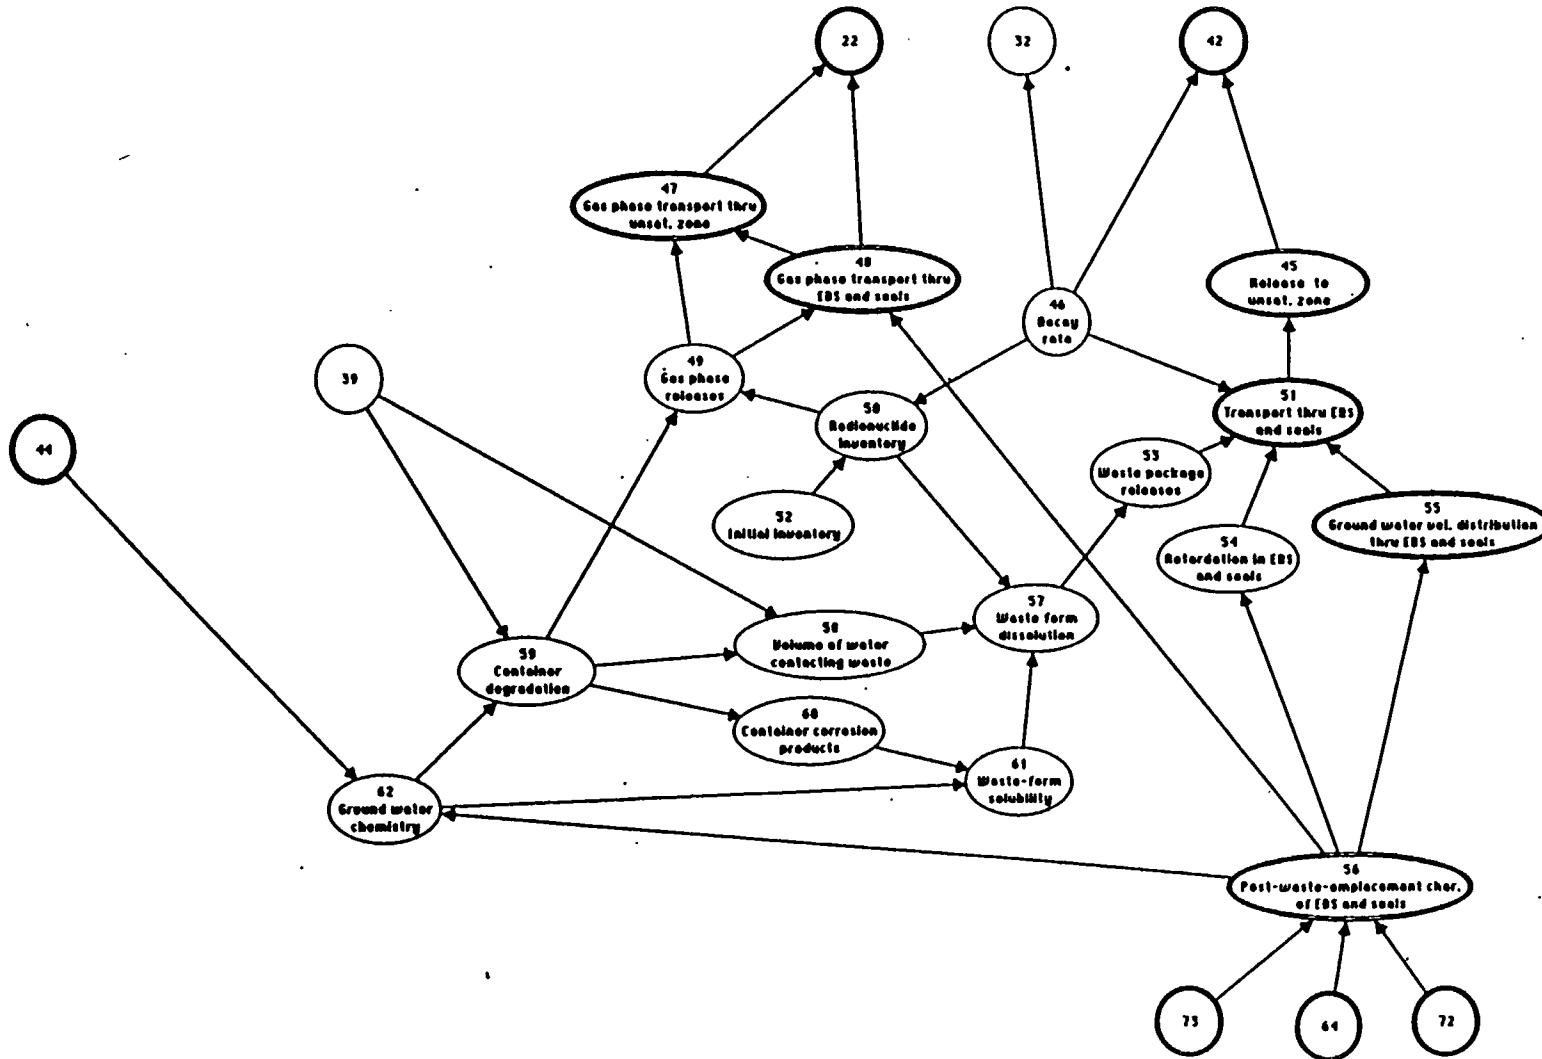 22
32
42
47
Gas phase transport thru
unsat. zone
48
Gas phase transport thru
EBS and seals
45
Release to
unsat. zone
46
Decay
rate
39
49
Gas phase
releases
50
Radionuclide
Inventory
51
Transport thru EBS
and seals
44
53
Waste package
releases
52
Initial Inventory
55
Ground water vel. distribution
thru EBS and seals
54
Retardation in EBS
and seals
57
Waste form
dissolution
58
Volume of water
contacting waste
59
Container
degradation
60
Container corrosion
products
61
Waste-form
solubility
62
Ground water
chemistry
56
Post-waste-emplacement char.
of EBS and seals
73
64
72